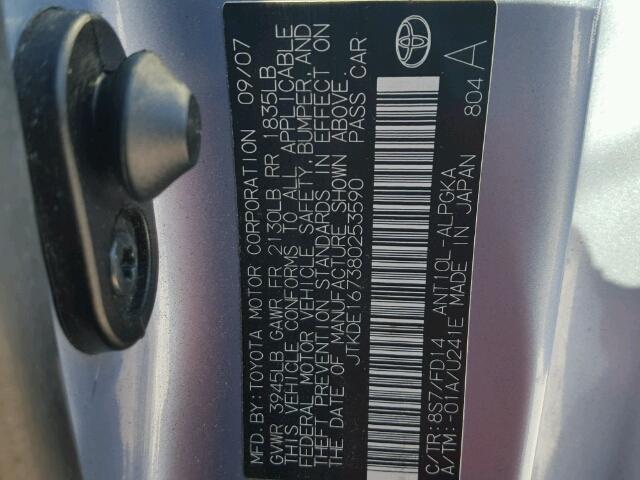 MFD.BY:TOYOTA MOTOR CORPORATION 09/07
GVWR 3945LB GAWR FR 2130LB RR 1835LB
THIS VEHICLE CONFORMS TO ALL APPLICABLE
FEDERAL MOTOR VEHICLE SAFETY, BUMPER, AND
THEFT PREVENTION STANDARDS IN EFFECT ON
THE DATE OF MANUFACTURE SHOWN ABOVE.
JTKDE167380253590 PASS CAR
C/TR:8S7/FD14 ANT10L-ALPGKA
A/TM:-01A/U241E MADE IN JAPAN 804 A